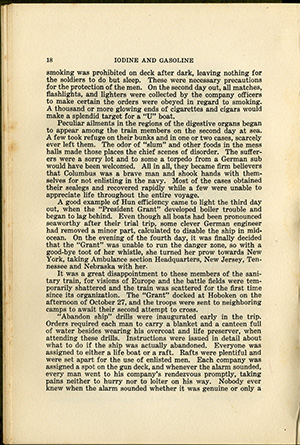 18 IODINE AND GASOLINE
smoking was prohibited on deck after dark, leaving nothing for
the soldiers to do but sleep. These were necessary precautions
for the protection of the men. On the second day out, all matches,
flashlights, and lighters were collected by the company officers
to make certain the orders were obeyed in regard to smoking.
A thousand or more glowing ends of cigarettes and cigars would
make a splendid target for a "U" boat.
Peculiar ailments in the regions of the digestive organs began
to appear among the train members on the second day at sea.
A few took refuge on their bunks and in one or two cases, scarcely
ever left them. The odor of "slum" and other foods in the mess
halls made those places the chief scenes of disorder. The suffer-
ers were a sorry lot and to some a torpedo from a German sub
would have been welcomed. All in all, they became firm believers
that Columbus was a brave man and shook hands with them-
selves for not enlisting in the navy. Most of the cases obtained
their sealegs and recovered rapidly while a few were unable to
appreciate life throughout the entire voyage.
A good example of Hun efficiency came to light the third day
out, when the "President Grant" developed boiler trouble and
began to lag behind. Even though all boats had been pronounced
seaworthy after their trial trip, some clever German engineer
had removed a minor part, calculated to disable the ship in mid-
ocean. On the evening of the fourth day, it was finally decided
that the "Grant" was unable to run the danger zone, so with a
good-bye toot of her whistle, she turned her prow towards New
York, taking Ambulance section Headquarters, New Jersey, Ten-
nessee and Nebraska with her.
It was a great disappointment to these members of the sani-
tary train, for visions of Europe and the battle fields were tem-
porarily shattered and the train was scattered for the first time
since its organization. The "Grant" docked at Hoboken on the
afternoon of October 27, and the troops were sent to neighboring
camps to await their second attempt to cross.
"Abandon ship" drills were inaugurated early in the trip.
Orders required each man to carry a blanket and a canteen full
of water besides wearing his overcoat and life preserver, when
attending these drills. Instructions were issued in detail about
what to do if the ship was actually abandoned. Everyone was
assigned to either a life boat or a raft. Rafts were plentiful and
were set apart for the use of enlisted men. Each company was
assigned a spot on the gun deck, and whenever the alarm sounded,
every man went to his company's rendezvous promptly, taking
pains neither to hurry nor to loiter on his way. Nobody ever
knew when the alarm sounded whether it was genuine or only a